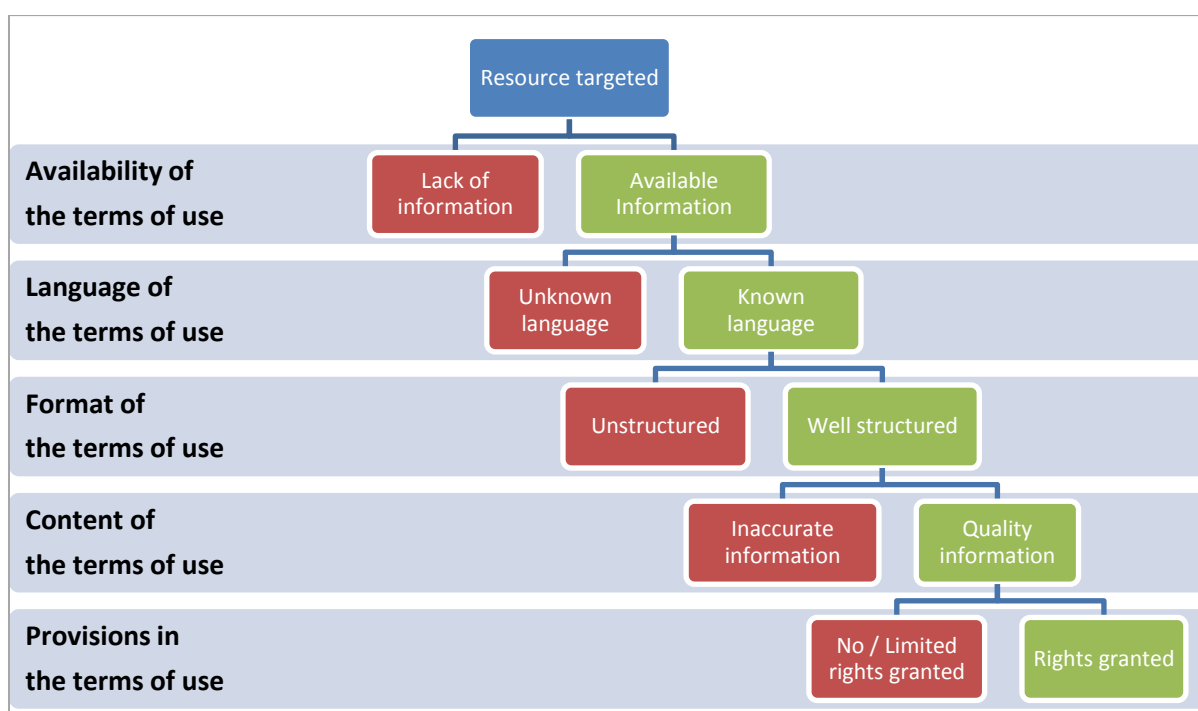 Resource targeted
Availability of
the terms of use
Lack of
information
Available
Information
Language of
the terms of use
Unknown
language
Known
language
Format of
the terms of use
Unstructured
Well structured
Content of
the terms of use
Inaccurate
information
Quality
information
Provisions in
the terms of use
No / Limited
rights granted
Rights granted